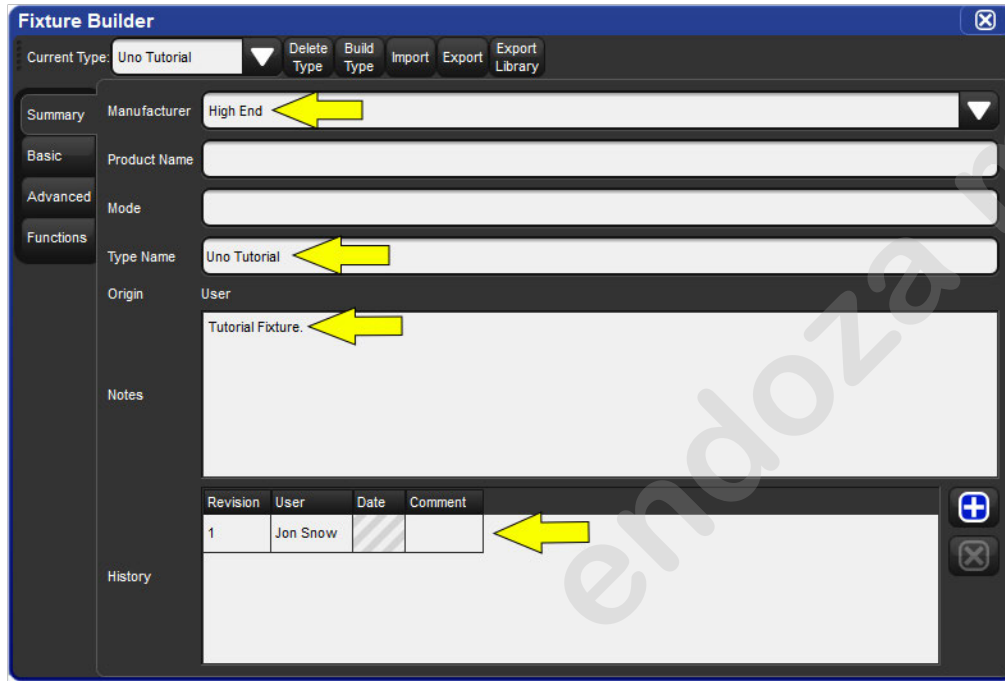 Fixture Builder
Current Type: Uno Tutorial Delete Type Build Type Import Export Export Library
Summary
Basic
Advanced
Functions
Manufacturer High End
Product Name
Mode
Type Name Uno Tutorial
Origin User
Notes Tutorial Fixture.
History
Revision User Date Comment
1 Jon Snow
endoza